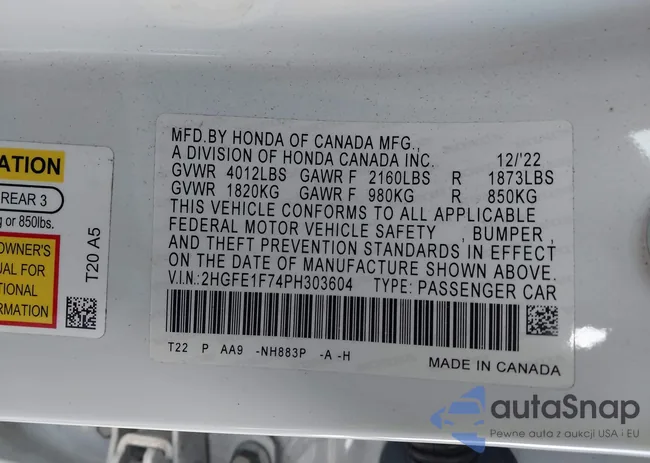 ATION
REAR 3
g or 850lbs.
OWNER'S
UAL FOR
TIONAL
ORMATION
T20 A5
MFD.BY HONDA OF CANADA MFG.,
A DIVISION OF HONDA CANADA INC. 12/'22
GVWR 4012LBS GAWR F 2160LBS R 1873LBS
GVWR 1820KG GAWR F 980KG R 850KG
THIS VEHICLE CONFORMS TO ALL APPLICABLE
FEDERAL MOTOR VEHICLE SAFETY , BUMPER ,
AND THEFT PREVENTION STANDARDS IN EFFECT
ON THE DATE OF MANUFACTURE SHOWN ABOVE.
V.I.N.:2HGFE1F74PH303604 TYPE: PASSENGER CAR
T22 P AA9 -NH883P -A -H
MADE IN CANADA
autoSnap
Pewne auta z aukcji USA i EU